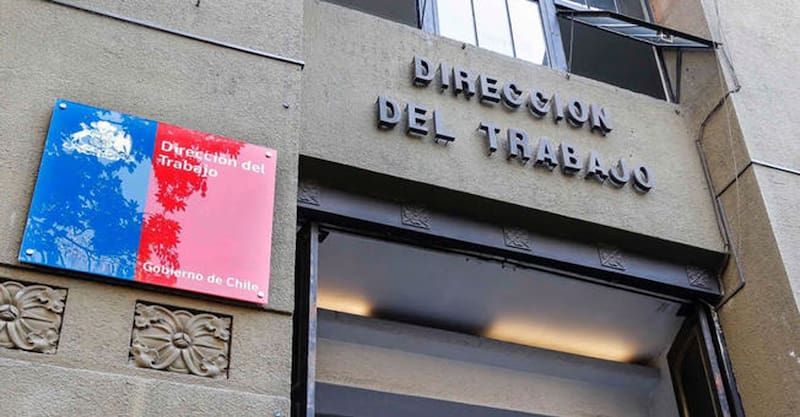 DIRECCION
DEL TRABAJO
Dirección del
Trabajo
Gobierno de Chile